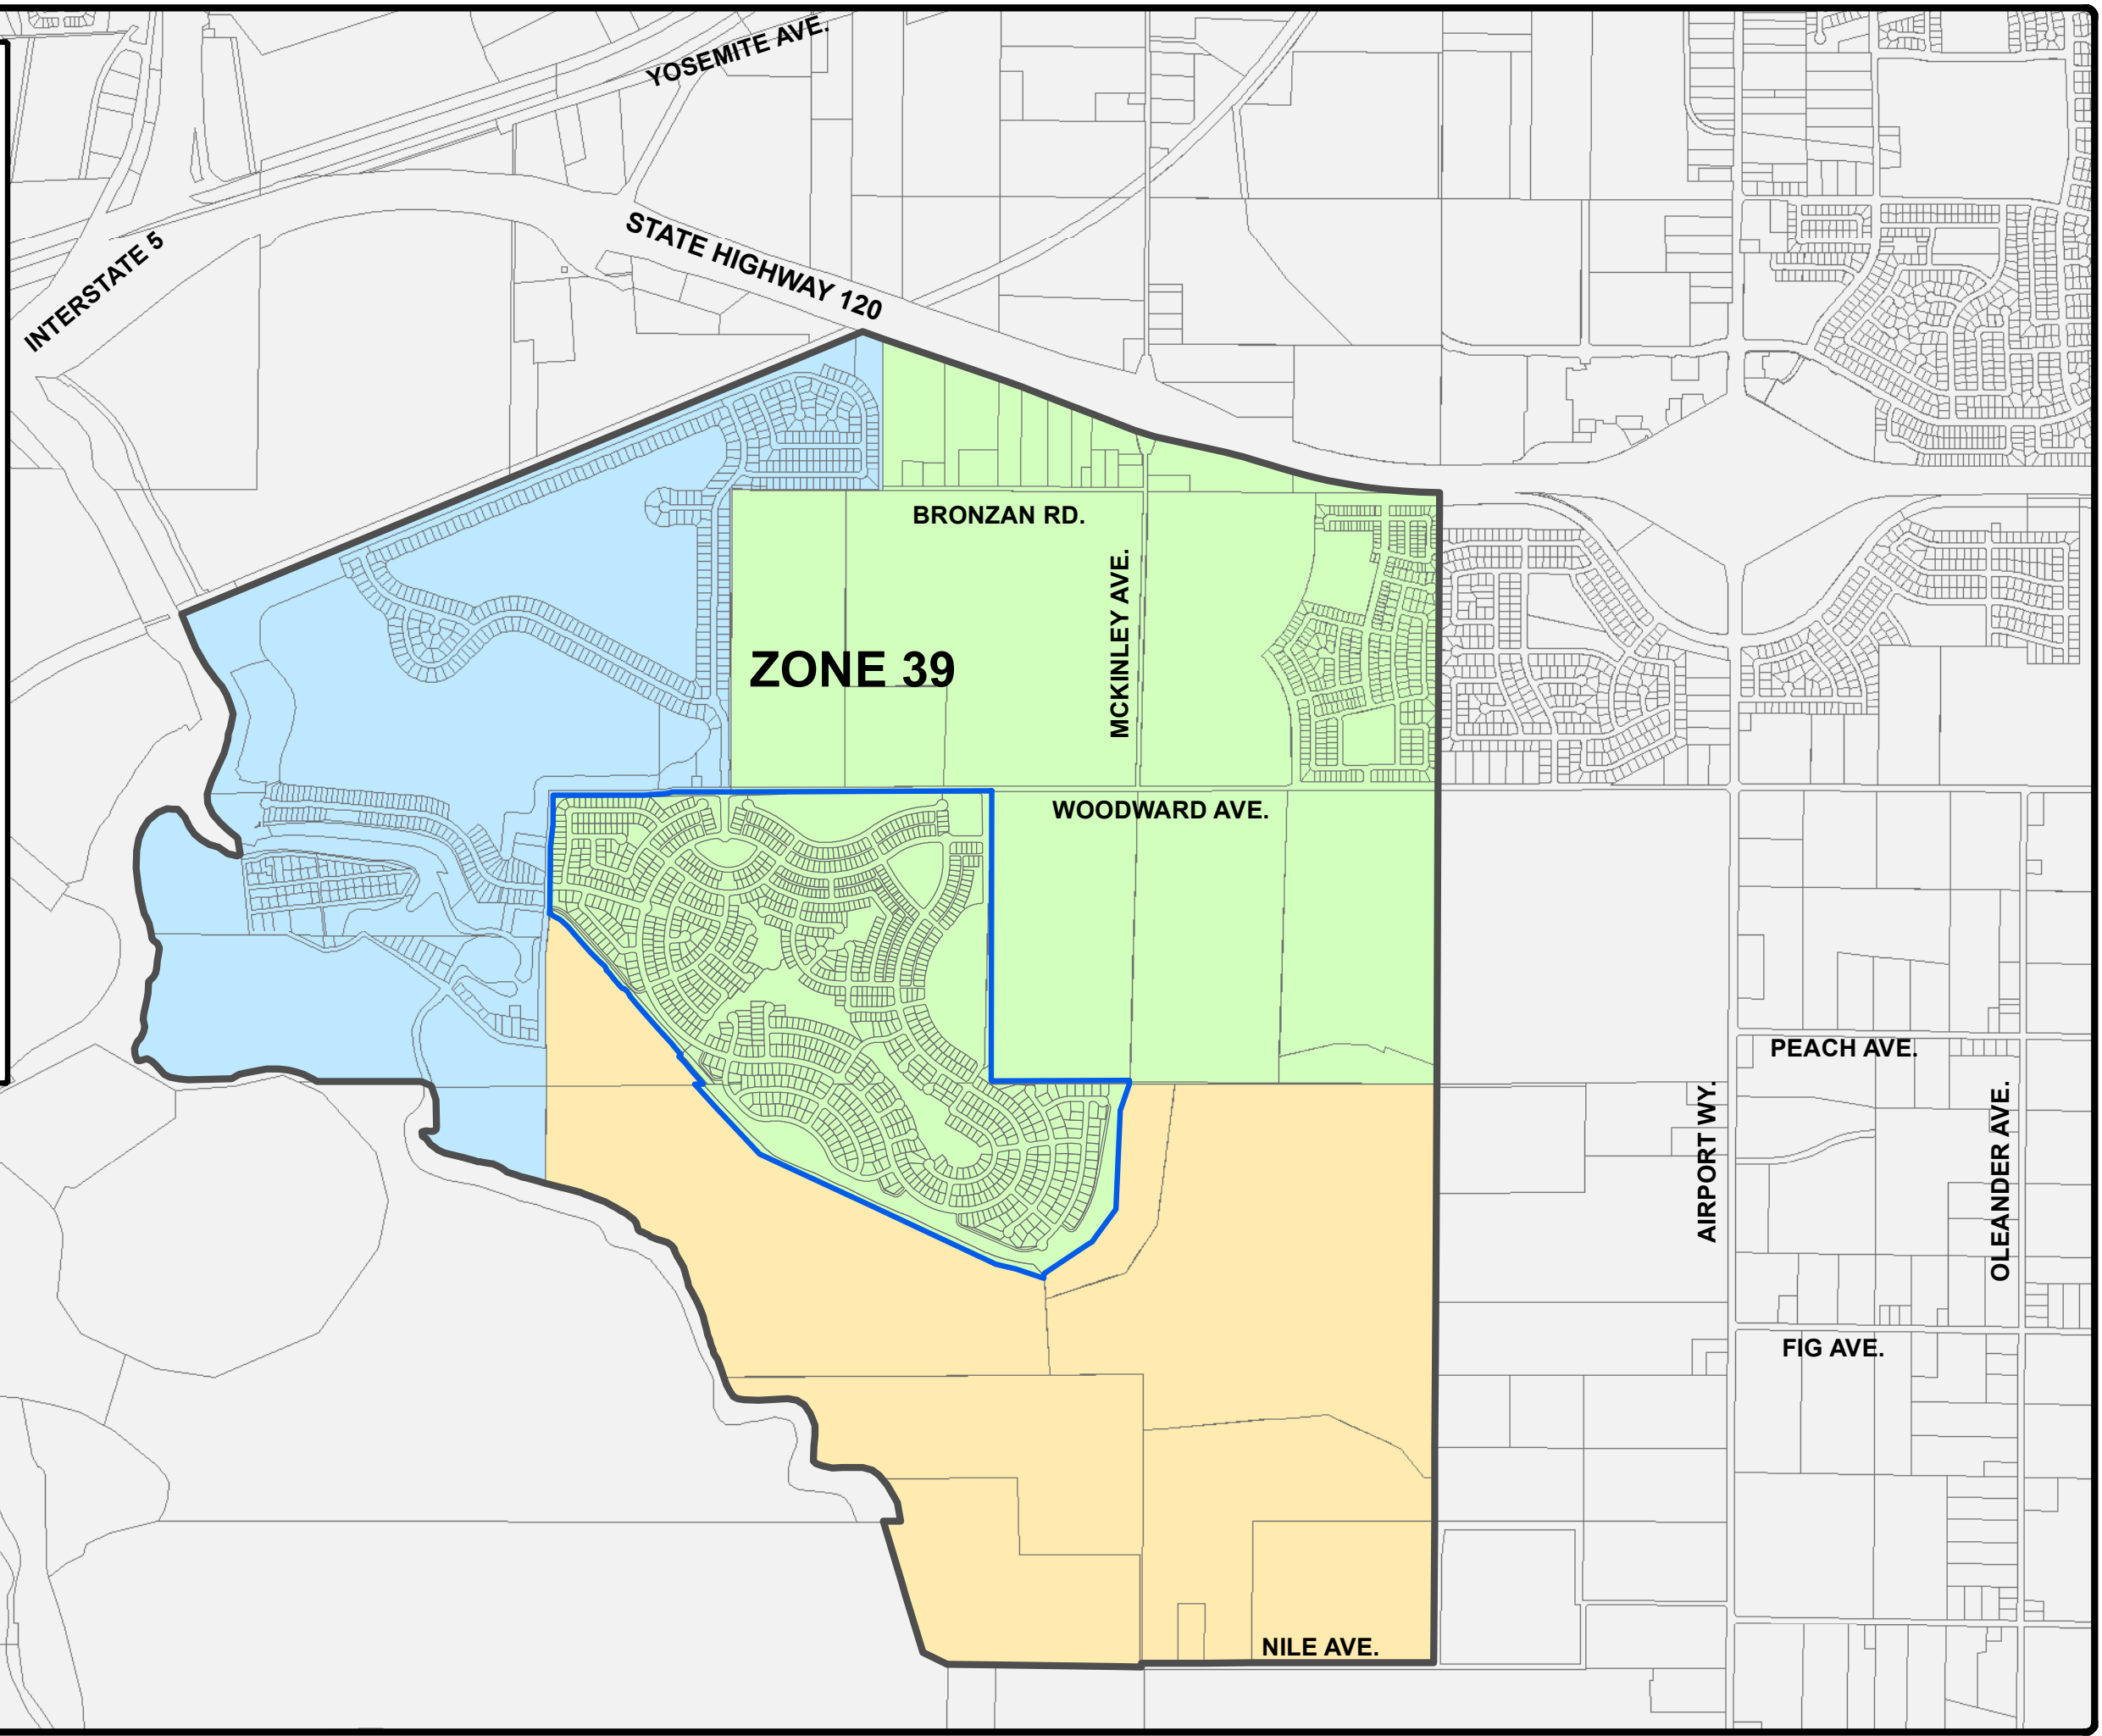 YOSEMITE AVE.
STATE HIGHWAY 120
INTERSTATE 5
BRONZAN RD.
MCKINLEY AVE.
ZONE 39
WOODWARD AVE.
PEACH AVE.
AIRPORT WY.
OLEANDER AVE.
FIG AVE.
NILE AVE.